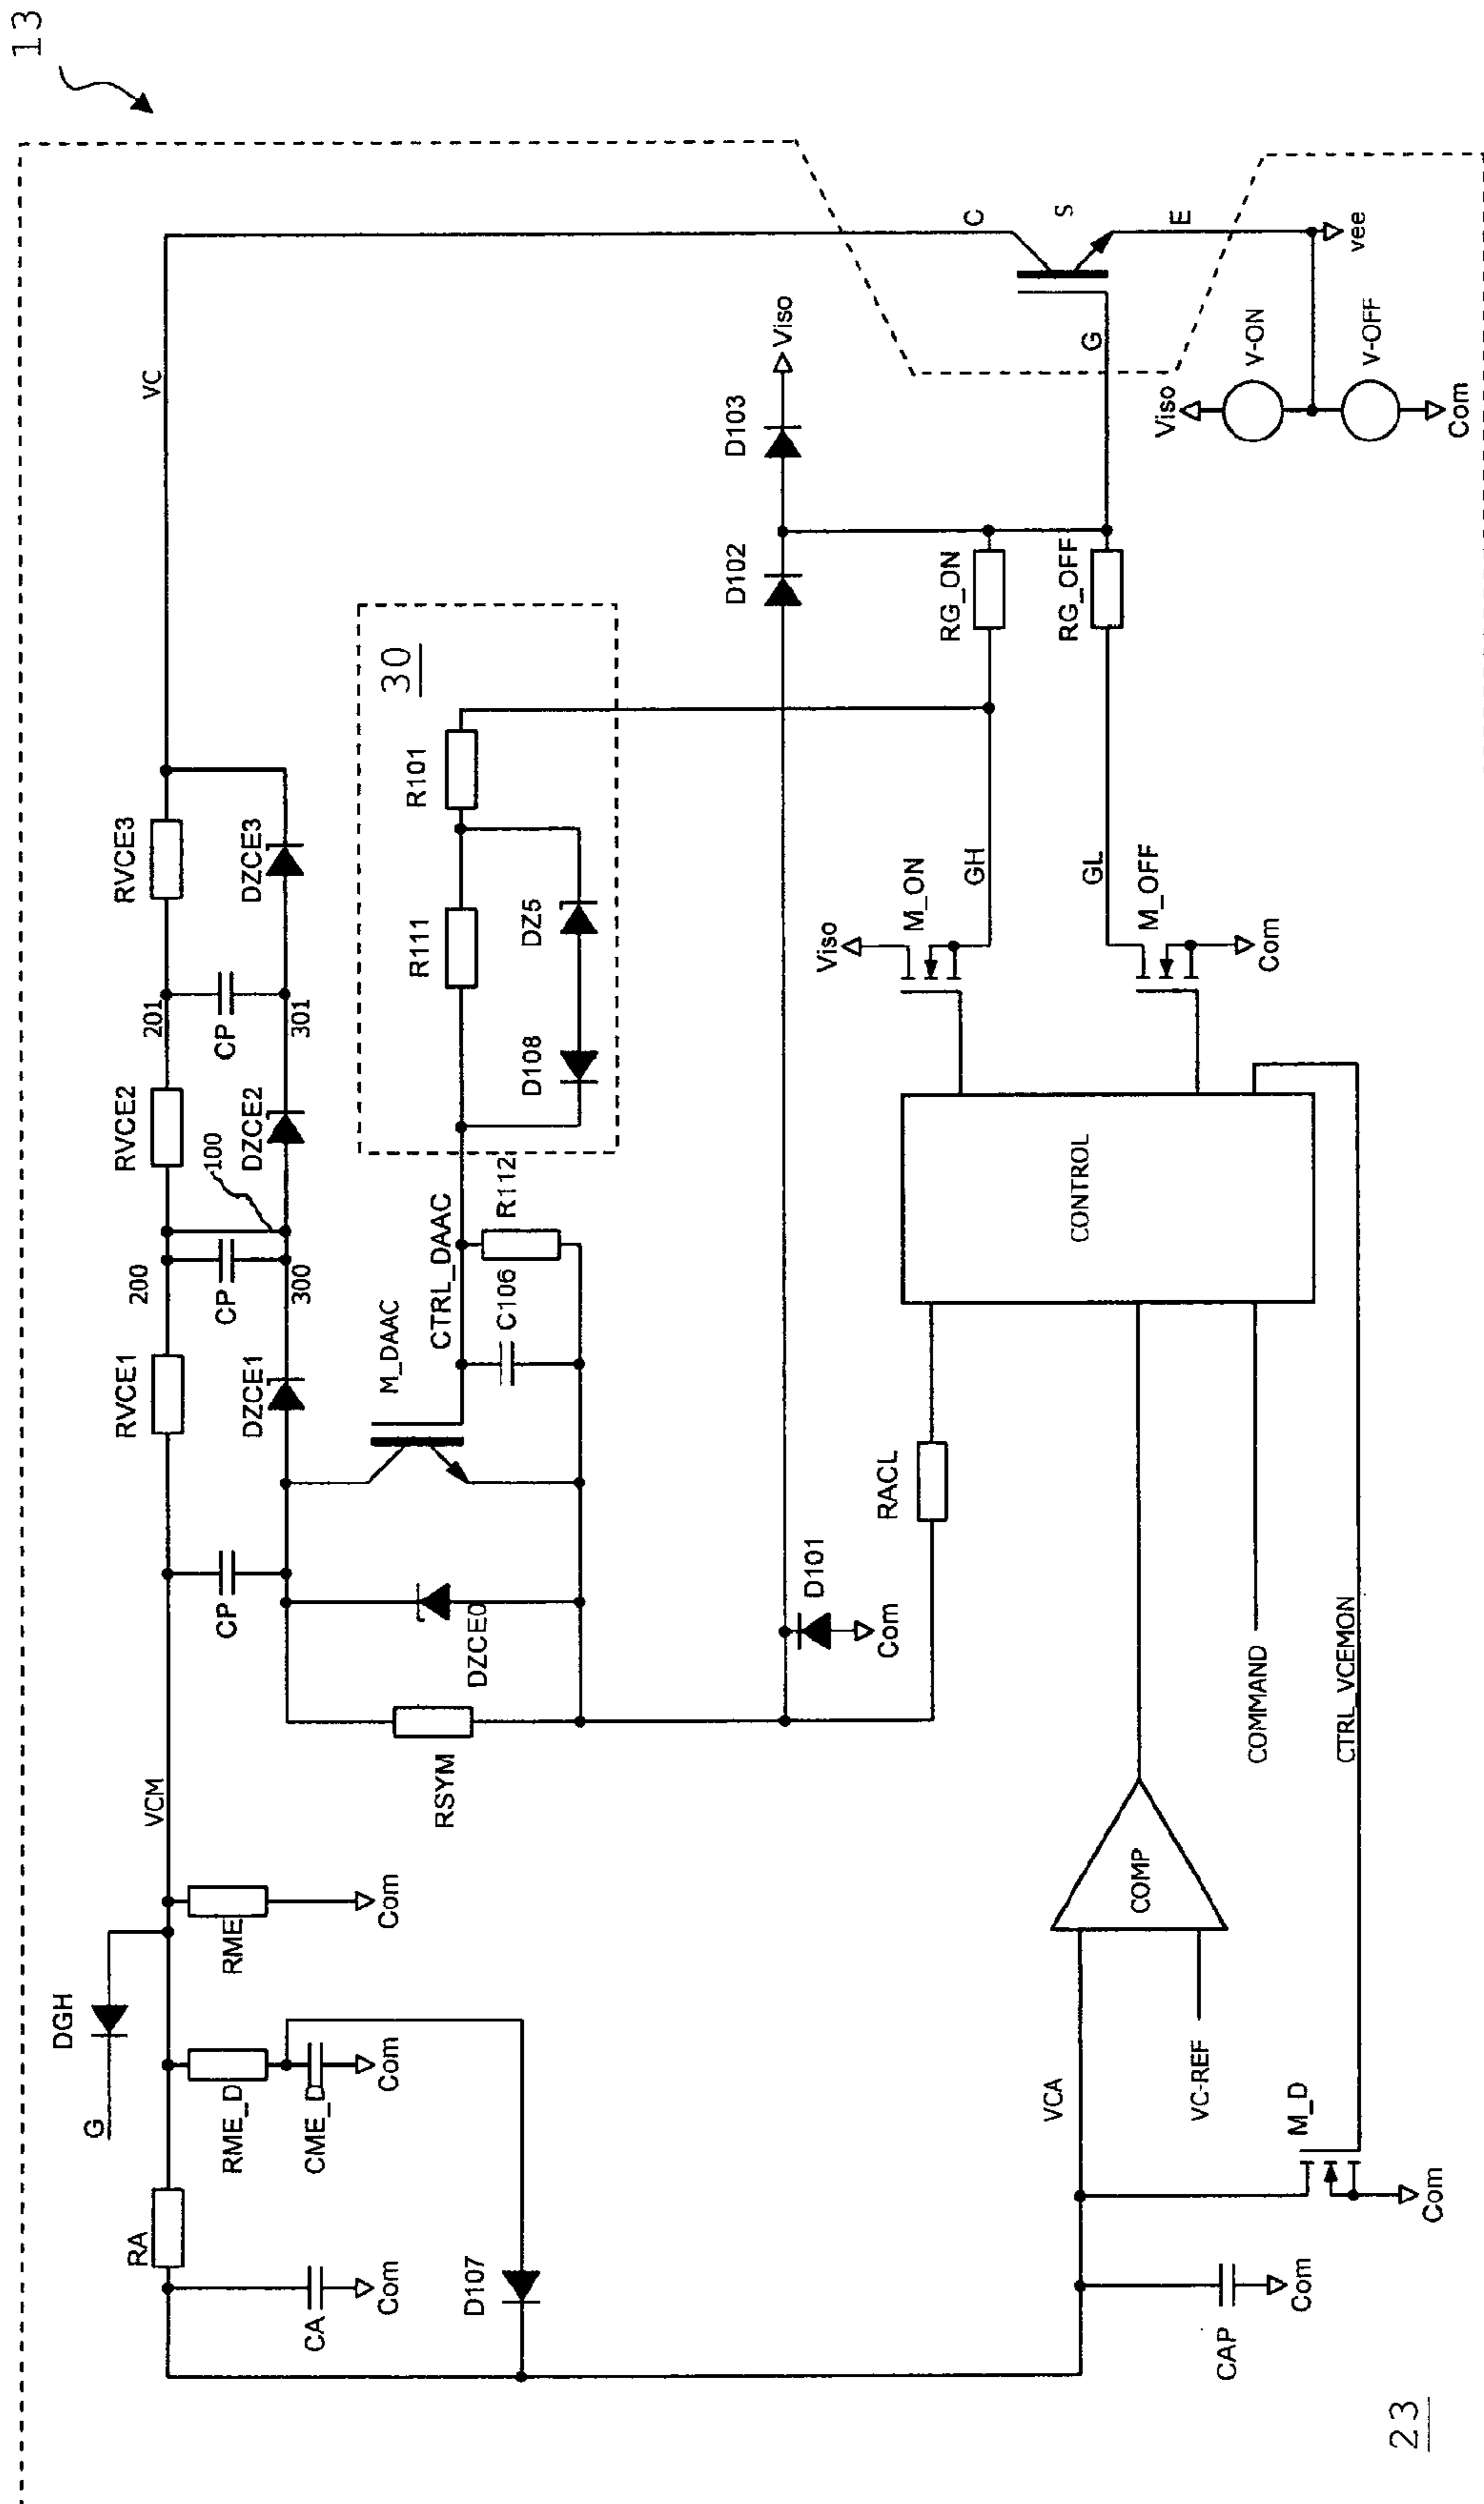 13
VC
C
S
E
vee
G
Viso
V-ON
V-OFF
Com
Viso
D103
D102
RG_ON
RG_OFF
RVCE3
DZCE3
201
CP
301
RVCE2
DZCE2
100
200
CP
300
RVCE1
DZCE1
CP
30
R101
R111
DZ5
D108
R112
CTRL_DAAC
C106
M_DAAC
DZCE0
RSYM
Viso
M_ON
GH
GL
M_OFF
Com
CONTROL
RACL
D101
Com
COMMAND
CTRL_VCEMON
COMP
VCA
VC-REF
M_D
Com
VCM
RME
Com
DGH
G
RME_D
CME_D
Com
RA
CA
Com
D107
CAP
Com
23